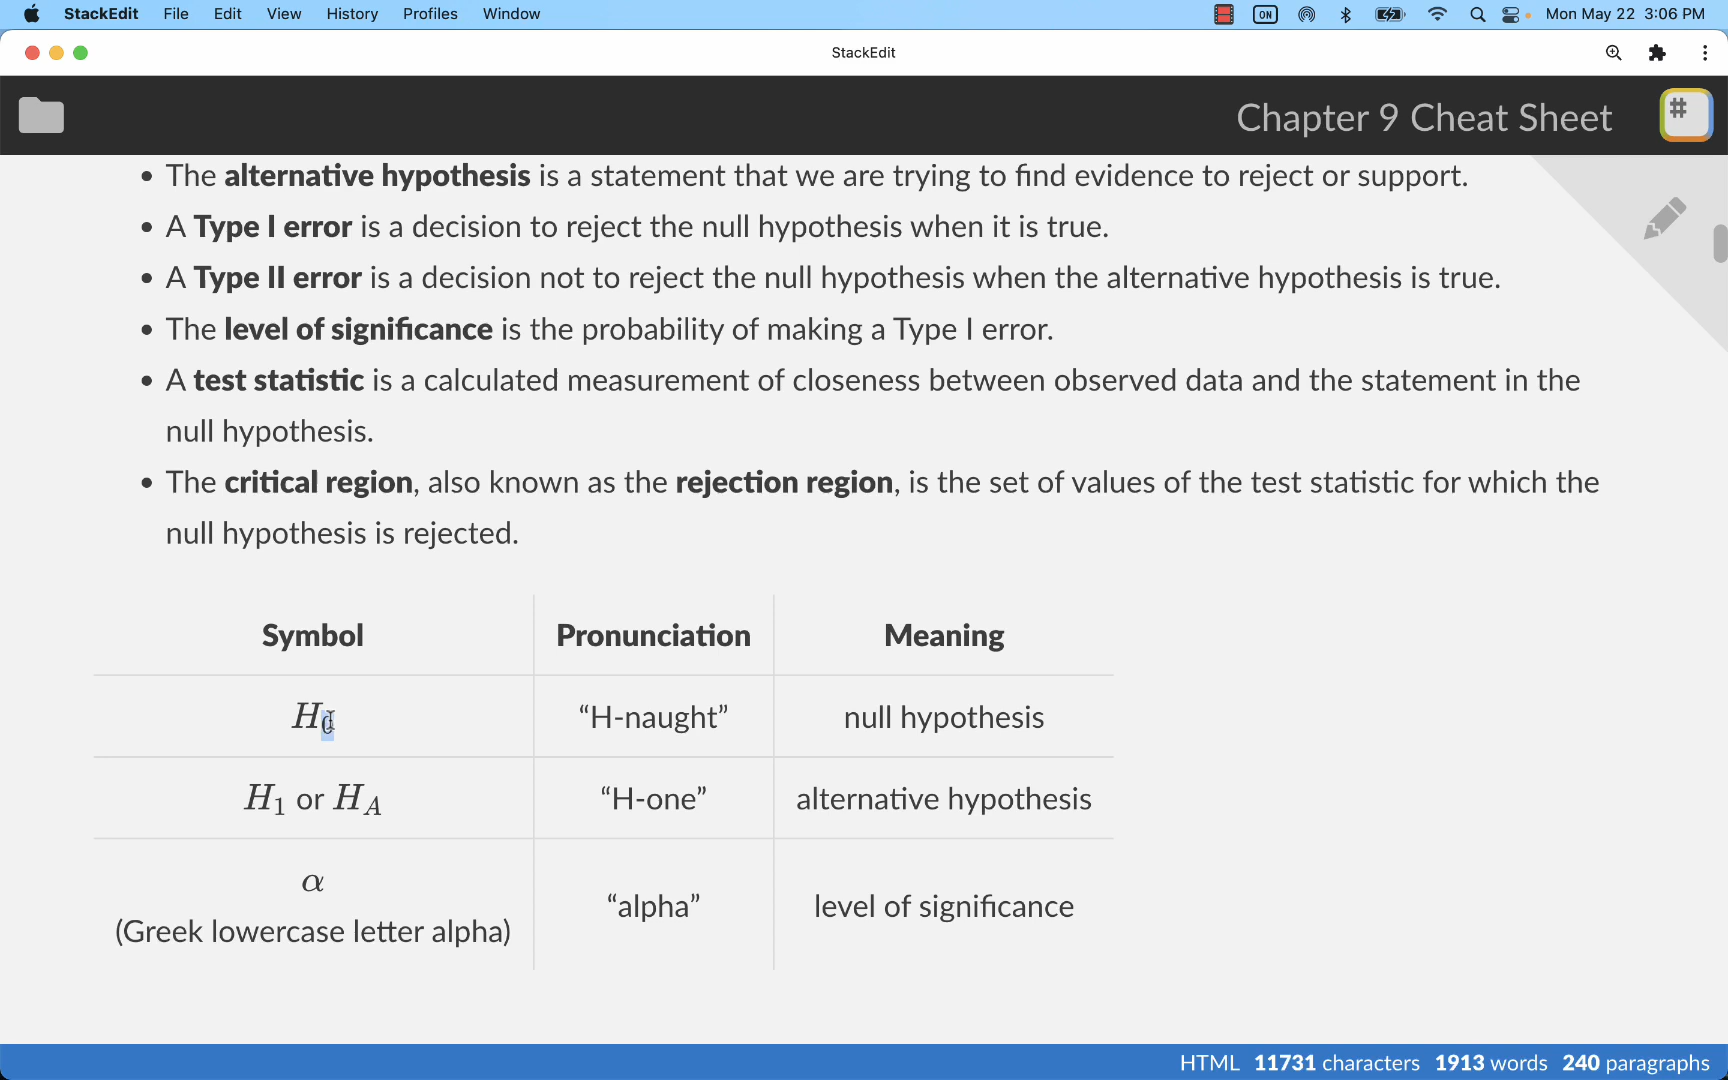 StackEdit File Edit View History Profiles Window ON Mon May 22 3:06 PM
StackEdit
Chapter 9 Cheat Sheet #
• The alternative hypothesis is a statement that we are trying to find evidence to reject or support.
• A Type I error is a decision to reject the null hypothesis when it is true.
• A Type II error is a decision not to reject the null hypothesis when the alternative hypothesis is true.
• The level of significance is the probability of making a Type I error.
• A test statistic is a calculated measurement of closeness between observed data and the statement in the
null hypothesis.
• The critical region, also known as the rejection region, is the set of values of the test statistic for which the
null hypothesis is rejected.
Symbol Pronunciation Meaning
H₀ “H-naught” null hypothesis
H₁ or H_A “H-one” alternative hypothesis
α
(Greek lowercase letter alpha) “alpha” level of significance
HTML 11731 characters 1913 words 240 paragraphs